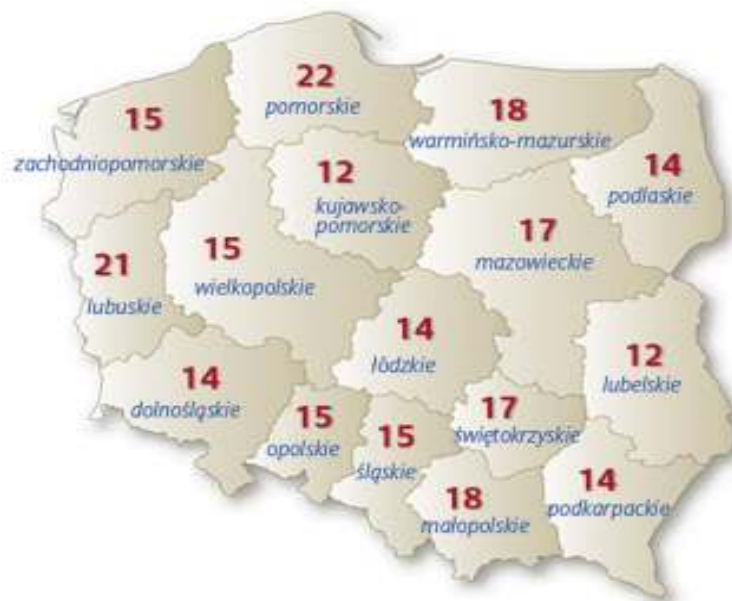 22
pomorskie
15
zachodniopomorskie
18
warmińsko-mazurskie
14
podlaskie
12
kujawsko-
pomorskie
17
mazowieckie
21
lubuskie
15
wielkopolskie
14
łódzkie
12
lubelskie
14
dolnośląskie
15
opolskie
15
śląskie
17
świętokrzyskie
18
małopolskie
14
podkarpackie